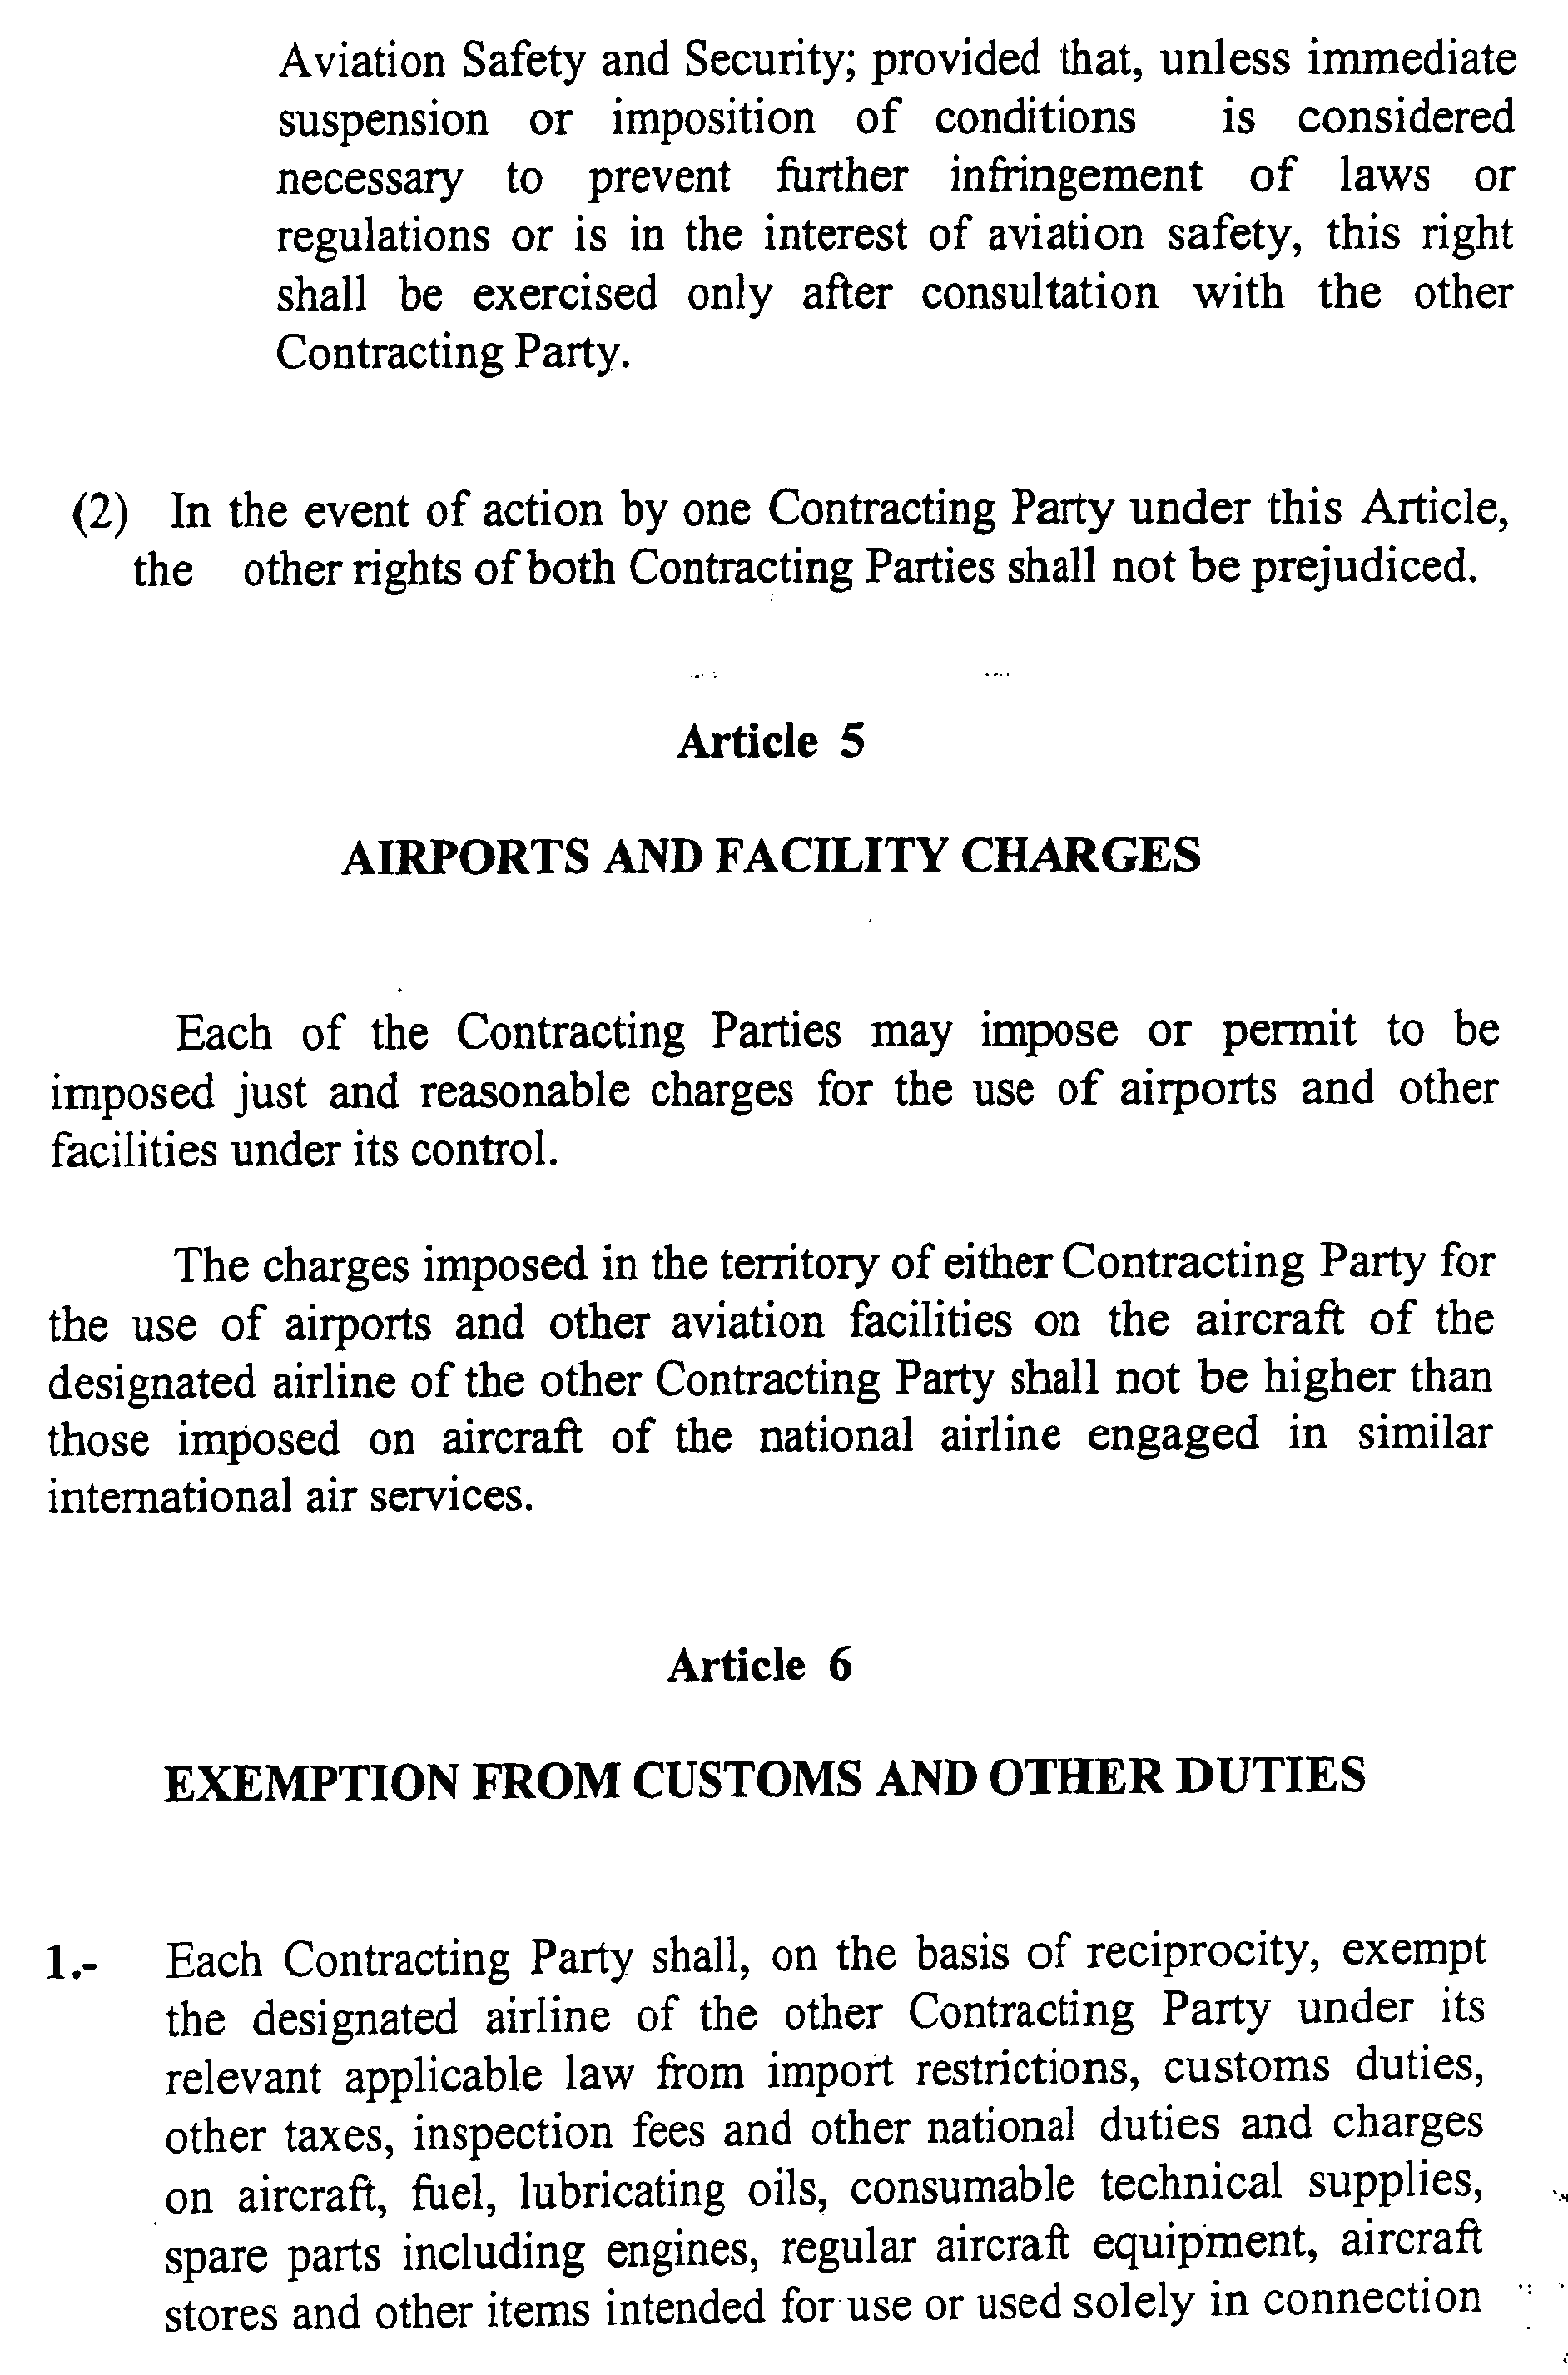 Aviation Safety and Security; provided that, unless immediate
suspension or imposition of conditions is considered
necessary to prevent further infringement of laws or
regulations or is in the interest of aviation safety, this right
shall be exercised only after consultation with the other
Contracting Party.
(2) In the event of action by one Contracting Party under this Article,
the other rights of both Contracting Parties shall not be prejudiced.
Article 5
AIRPORTS AND FACILITY CHARGES
Each of the Contracting Parties may impose or permit to be
imposed just and reasonable charges for the use of airports and other
facilities under its control.
The charges imposed in the territory of either Contracting Party for
the use of airports and other aviation facilities on the aircraft of the
designated airline of the other Contracting Party shall not be higher than
those imposed on aircraft of the national airline engaged in similar
international air services.
Article 6
EXEMPTION FROM CUSTOMS AND OTHER DUTIES
1.- Each Contracting Party shall, on the basis of reciprocity, exempt
the designated airline of the other Contracting Party under its
relevant applicable law from import restrictions, customs duties,
other taxes, inspection fees and other national duties and charges
on aircraft, fuel, lubricating oils, consumable technical supplies,
spare parts including engines, regular aircraft equipment, aircraft
stores and other items intended for use or used solely in connection